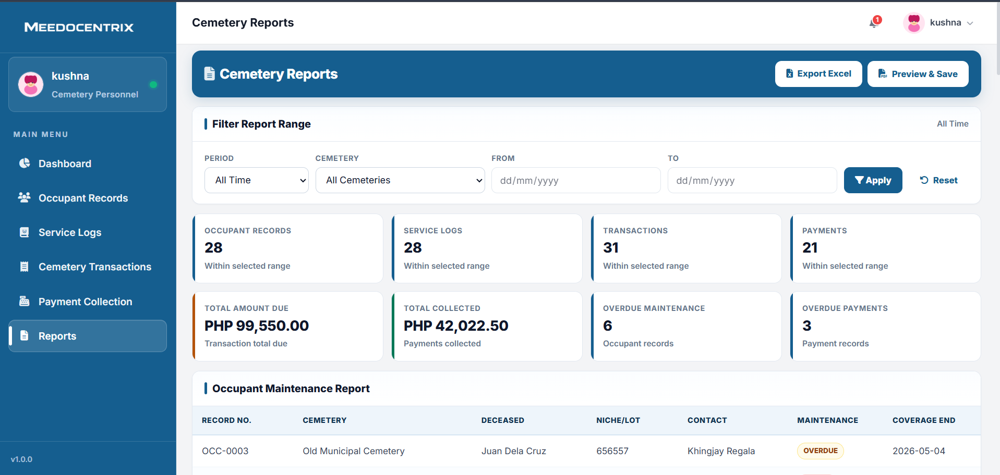 MEEDOCENTRIX
kushna
Cemetery Personnel
MAIN MENU
Dashboard
Occupant Records
Service Logs
Cemetery Transactions
Payment Collection
Reports
v1.0.0
Cemetery Reports
1
kushna
Cemetery Reports
Export Excel
Preview & Save
Filter Report Range
All Time
PERIOD
CEMETERY
FROM
TO
All Time
All Cemeteries
dd/mm/yyyy
dd/mm/yyyy
Apply
Reset
OCCUPANT RECORDS
28
Within selected range
SERVICE LOGS
28
Within selected range
TRANSACTIONS
31
Within selected range
PAYMENTS
21
Within selected range
TOTAL AMOUNT DUE
PHP 99,550.00
Transaction total due
TOTAL COLLECTED
PHP 42,022.50
Payments collected
OVERDUE MAINTENANCE
6
Occupant records
OVERDUE PAYMENTS
3
Payment records
Occupant Maintenance Report
RECORD NO. CEMETERY DECEASED NICHE/LOT CONTACT MAINTENANCE COVERAGE END
OCC-0003 Old Municipal Cemetery Juan Dela Cruz 656557 Khingjay Regala OVERDUE 2026-05-04